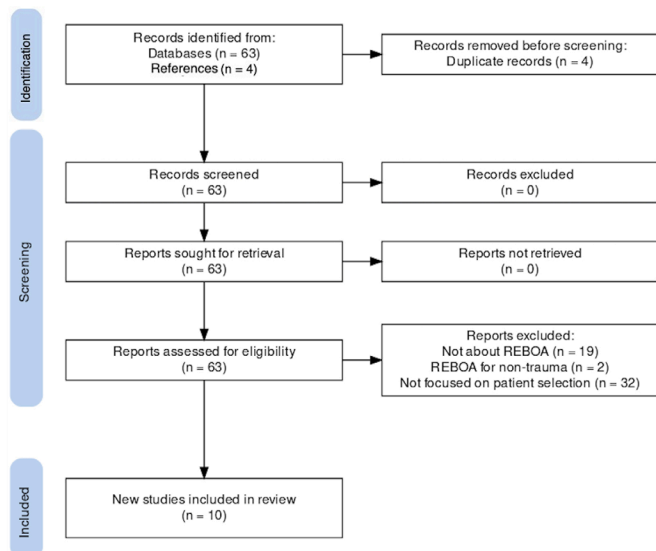 Identification
Records identified from:
Databases (n = 63)
References (n = 4)
Records removed before screening:
Duplicate records (n = 4)
Screening
Records screened
(n = 63)
Records excluded
(n = 0)
Reports sought for retrieval
(n = 63)
Reports not retrieved
(n = 0)
Reports assessed for eligibility
(n = 63)
Reports excluded:
Not about REBOA (n = 19)
REBOA for non-trauma (n = 2)
Not focused on patient selection (n = 32)
Included
New studies included in review
(n = 10)